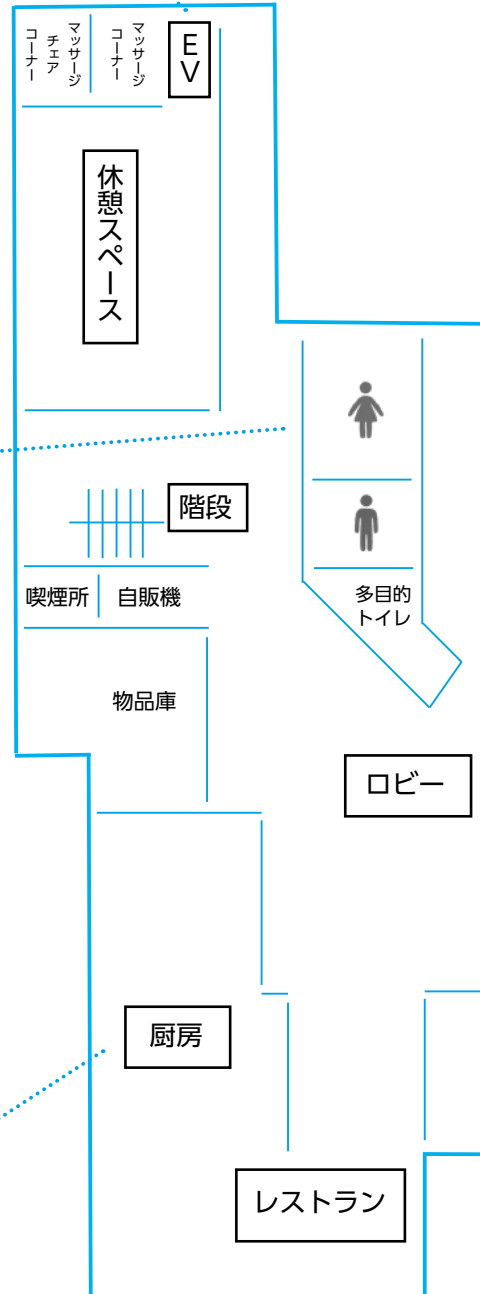 マッサージ
チェア
コーナー
マッサージ
コーナー
EV
休憩スペース
階段
喫煙所
自販機
多目的
トイレ
物品庫
ロビー
厨房
レストラン